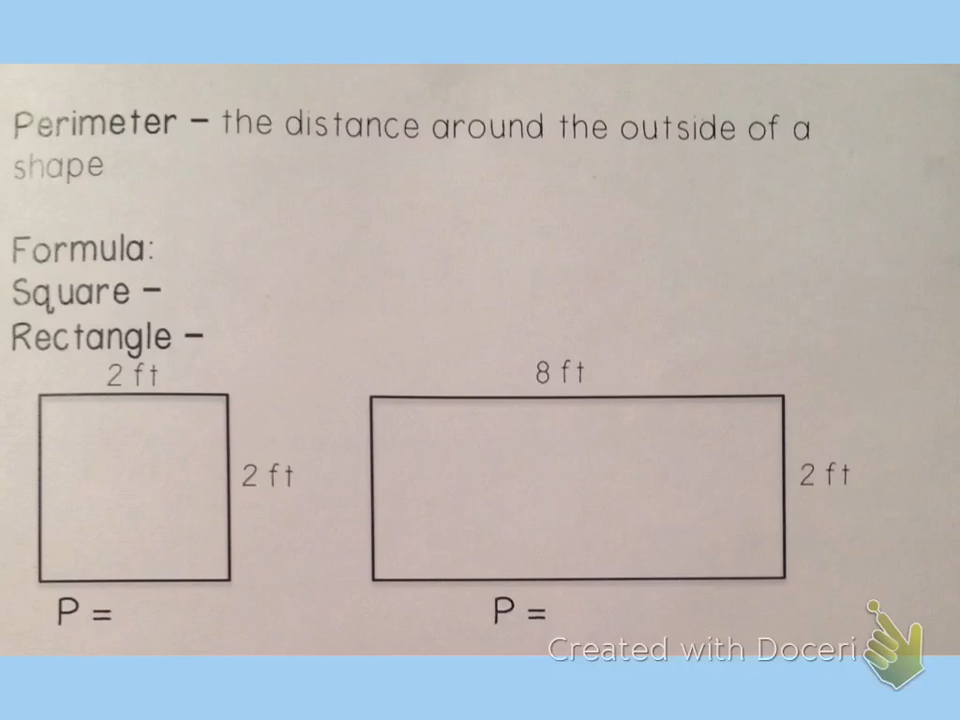 Perimeter – the distance around the outside of a
shape
Formula:
Square –
Rectangle –
2 ft
8 ft
2 ft
2 ft
P =
P =
Created with Doceri